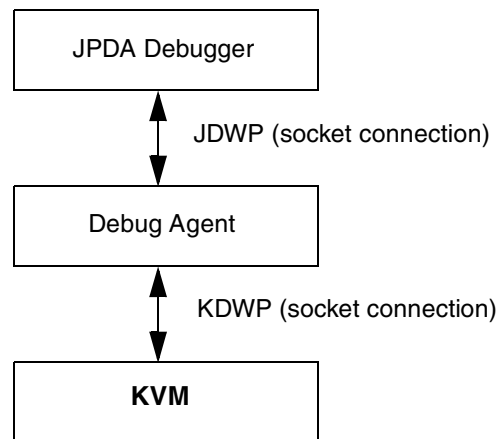 JPDA Debugger
JDWP (socket connection)
Debug Agent
KDWP (socket connection)
KVM